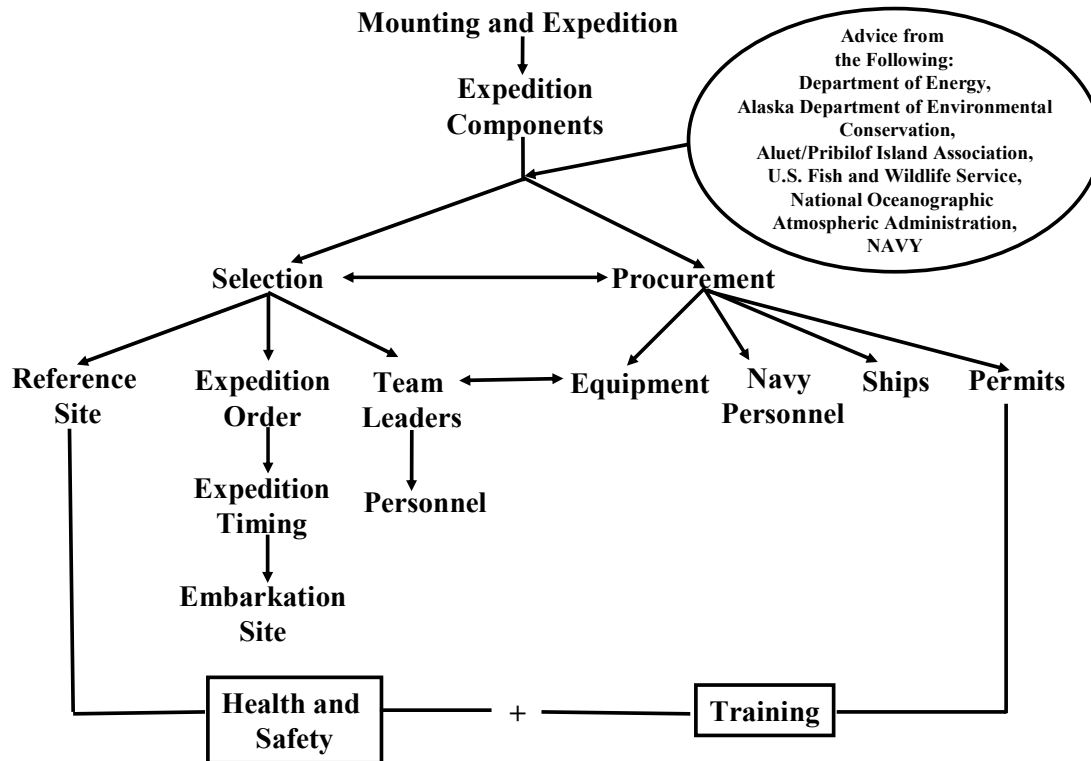 Mounting and Expedition
Expedition
Components
Advice from
the Following:
Department of Energy,
Alaska Department of Environmental
Conservation,
Aluet/Pribilof Island Association,
U.S. Fish and Wildlife Service,
National Oceanographic
Atmospheric Administration,
NAVY
Selection
Procurement
Reference
Site
Expedition
Order
Team
Leaders
Equipment
Navy
Personnel
Ships
Permits
Expedition
Timing
Personnel
Embarkation
Site
Health and
Safety
+
Training